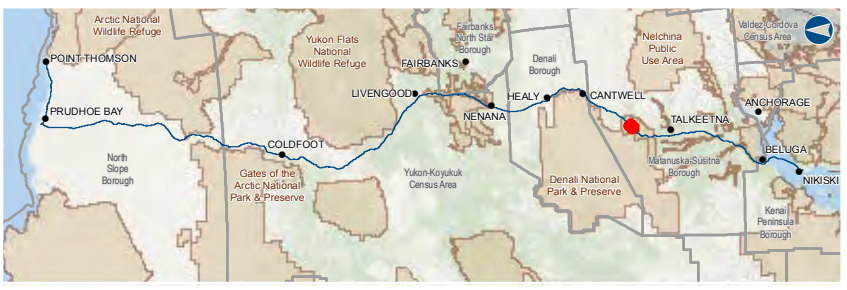 Arctic National
Wildlife Refuge
POINT THOMSON
PRUDHOE BAY
North
Slope
Borough
COLDFOOT
Gates of the
Arctic National
Park & Preserve
Yukon Flats
National
Wildlife Refuge
LIVENGOOD
FAIRBANKS
Fairbanks
North Star
Borough
NENANA
Yukon-Koyukuk
Census Area
HEALY
Denali
Borough
CANTWELL
Denali National
Park & Preserve
Nelchina
Public
Use Area
TALKEETNA
Matanuska-Susitna
Borough
Valdez-Cordova
Census Area
ANCHORAGE
BELUGA
NIKISKI
Kenai
Peninsula
Borough